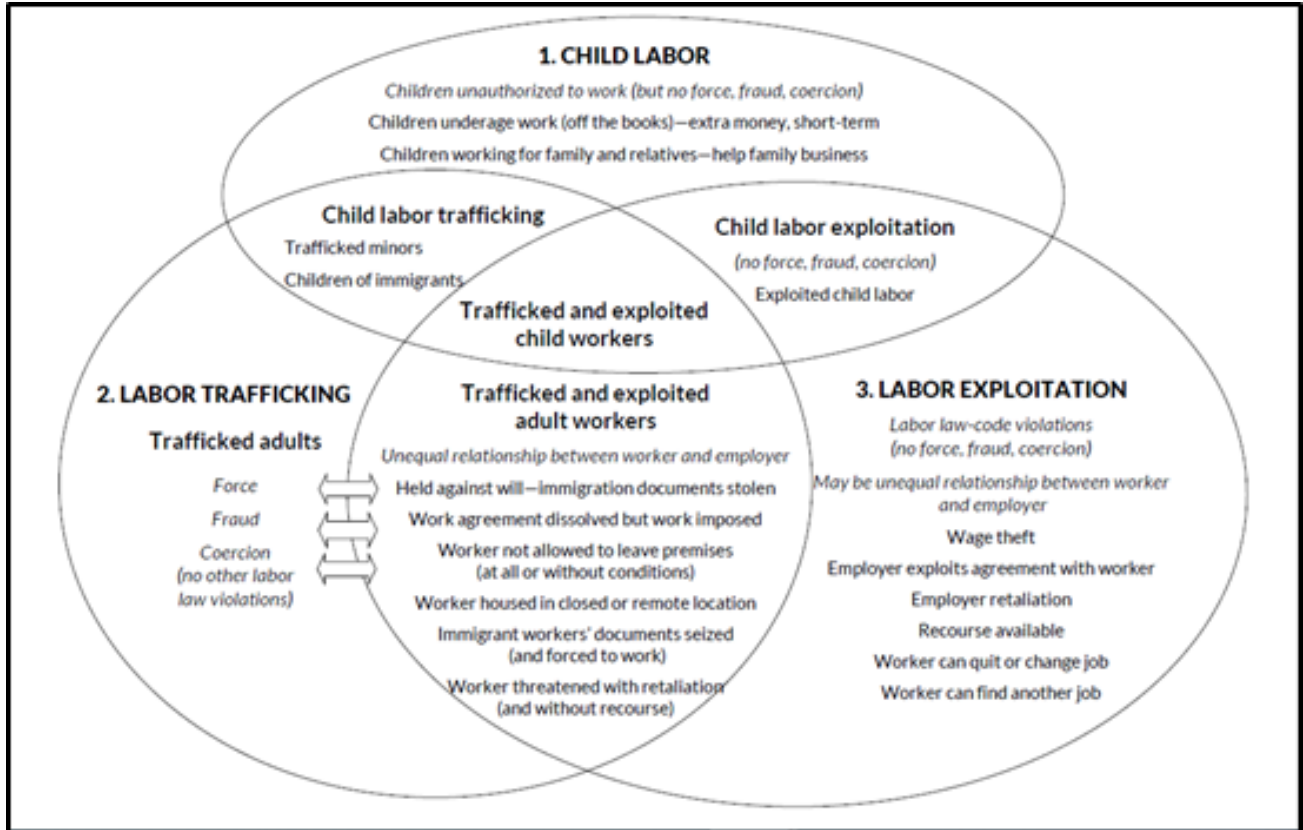 1. CHILD LABOR
Children unauthorized to work (but no force, fraud, coercion)
Children underage work (off the books)—extra money, short-term
Children working for family and relatives—help family business
Child labor trafficking
Trafficked minors
Children of immigrants
Child labor exploitation
(no force, fraud, coercion)
Exploited child labor
Trafficked and exploited
child workers
2. LABOR TRAFFICKING
Trafficked adults
Force
Fraud
Coercion
(no other labor
law violations)
Trafficked and exploited
adult workers
Unequal relationship between worker and employer
Held against will—immigration documents stolen
Work agreement dissolved but work imposed
Worker not allowed to leave premises
(at all or without conditions)
Worker housed in closed or remote location
Immigrant workers' documents seized
(and forced to work)
Worker threatened with retaliation
(and without recourse)
3. LABOR EXPLOITATION
Labor law-code violations
(no force, fraud, coercion)
May be unequal relationship between worker
and employer
Wage theft
Employer exploits agreement with worker
Employer retaliation
Recourse available
Worker can quit or change job
Worker can find another job